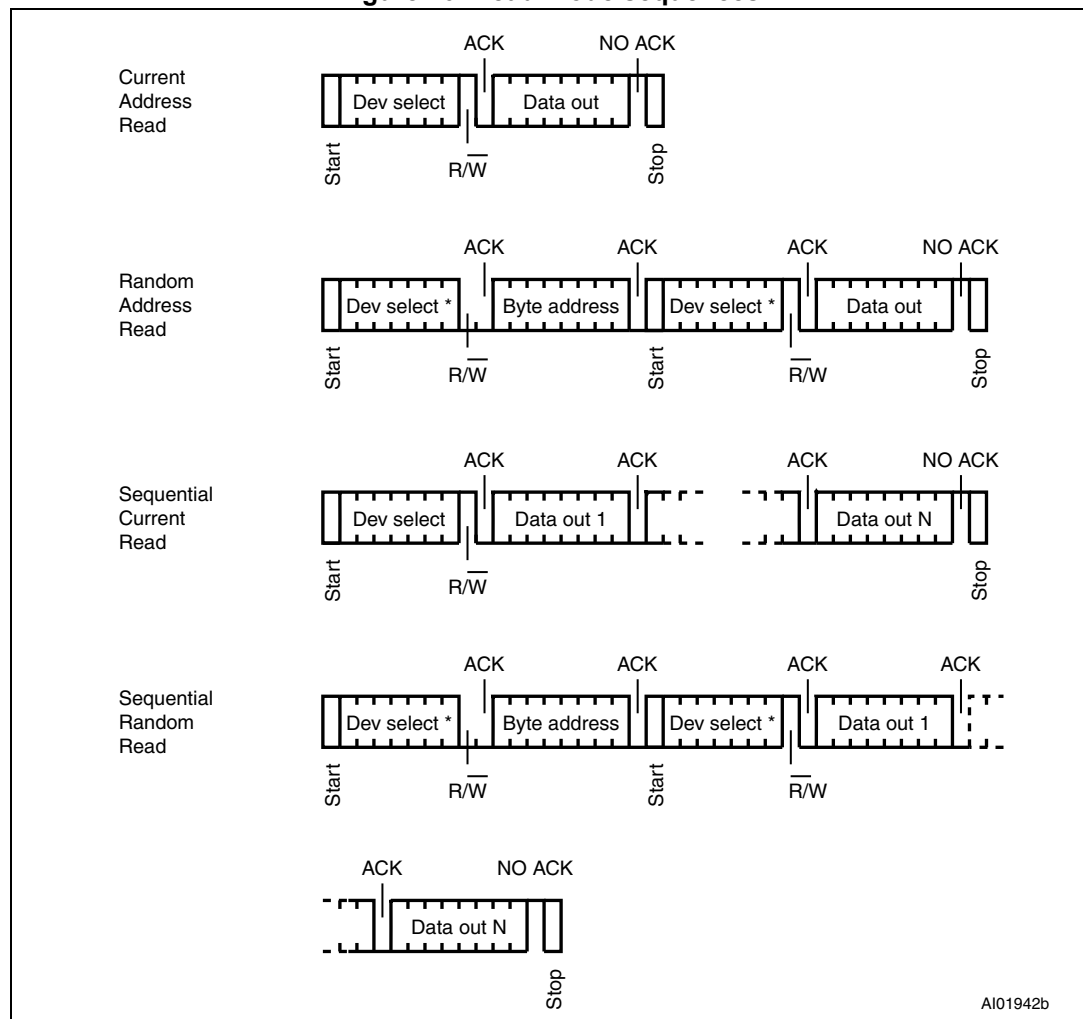 ACK NO ACK
Current
Address
Read
Dev select Data out
Start R/W̅ Stop
ACK ACK ACK NO ACK
Random
Address
Read
Dev select * Byte address Dev select * Data out
Start R/W̅ Start R̅/W Stop
ACK ACK ACK NO ACK
Sequential
Current
Read
Dev select Data out 1 Data out N
Start R/W̅ Stop
ACK ACK ACK ACK
Sequential
Random
Read
Dev select * Byte address Dev select * Data out 1
Start R/W̅ Start R̅/W
ACK NO ACK
Data out N
Stop
AI01942b